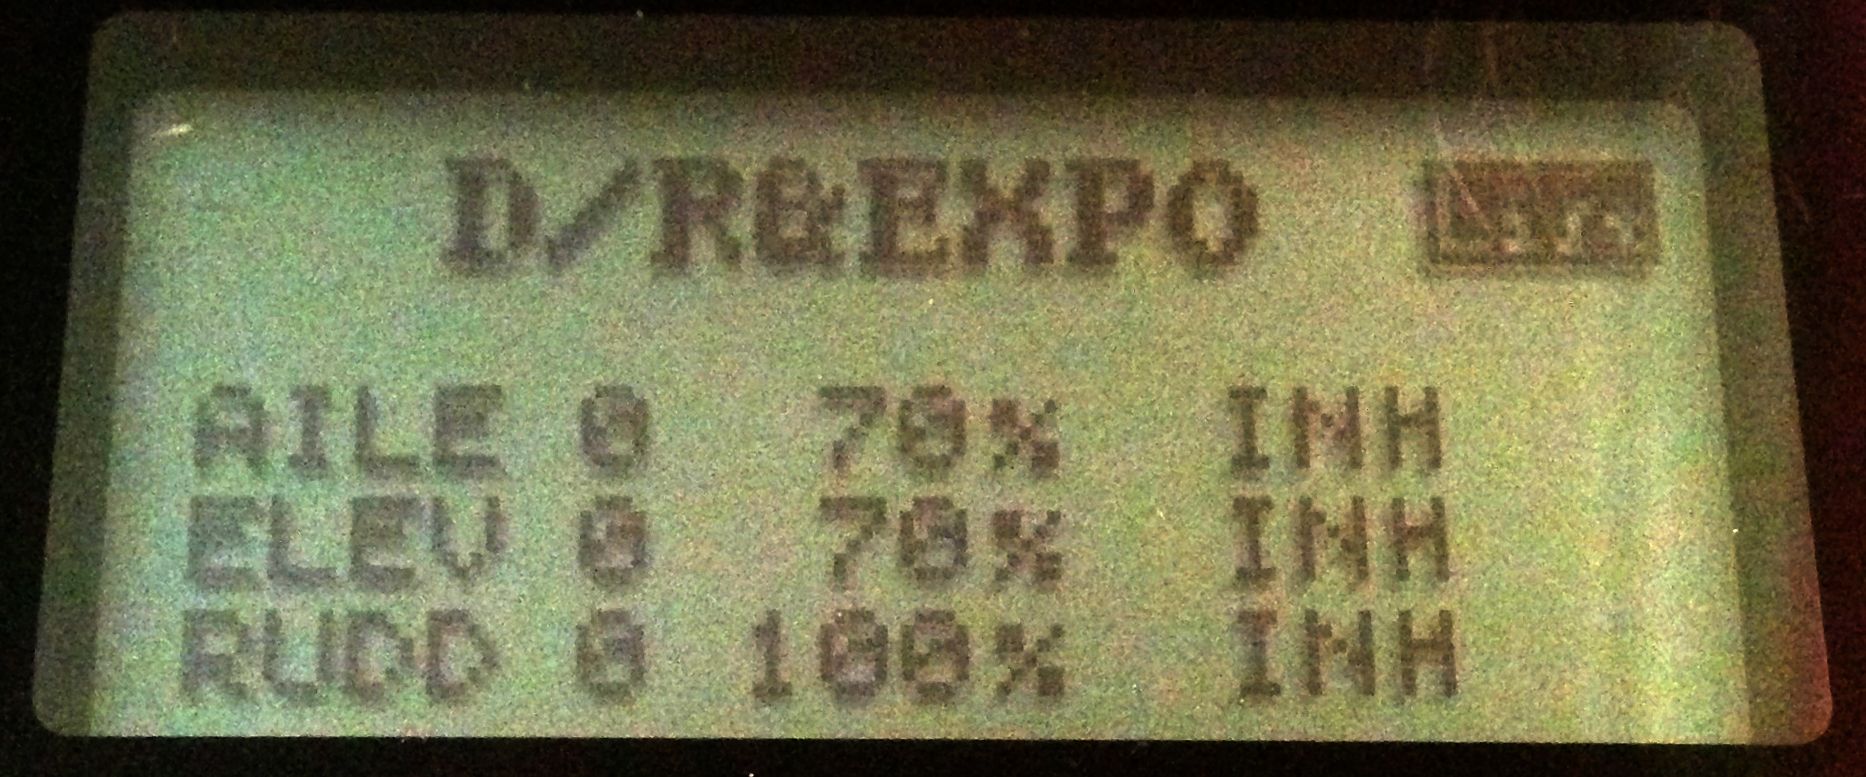 D/R&EXPO
AILE 0 70% INH
ELEV 0 70% INH
RUDD 0 100% INH